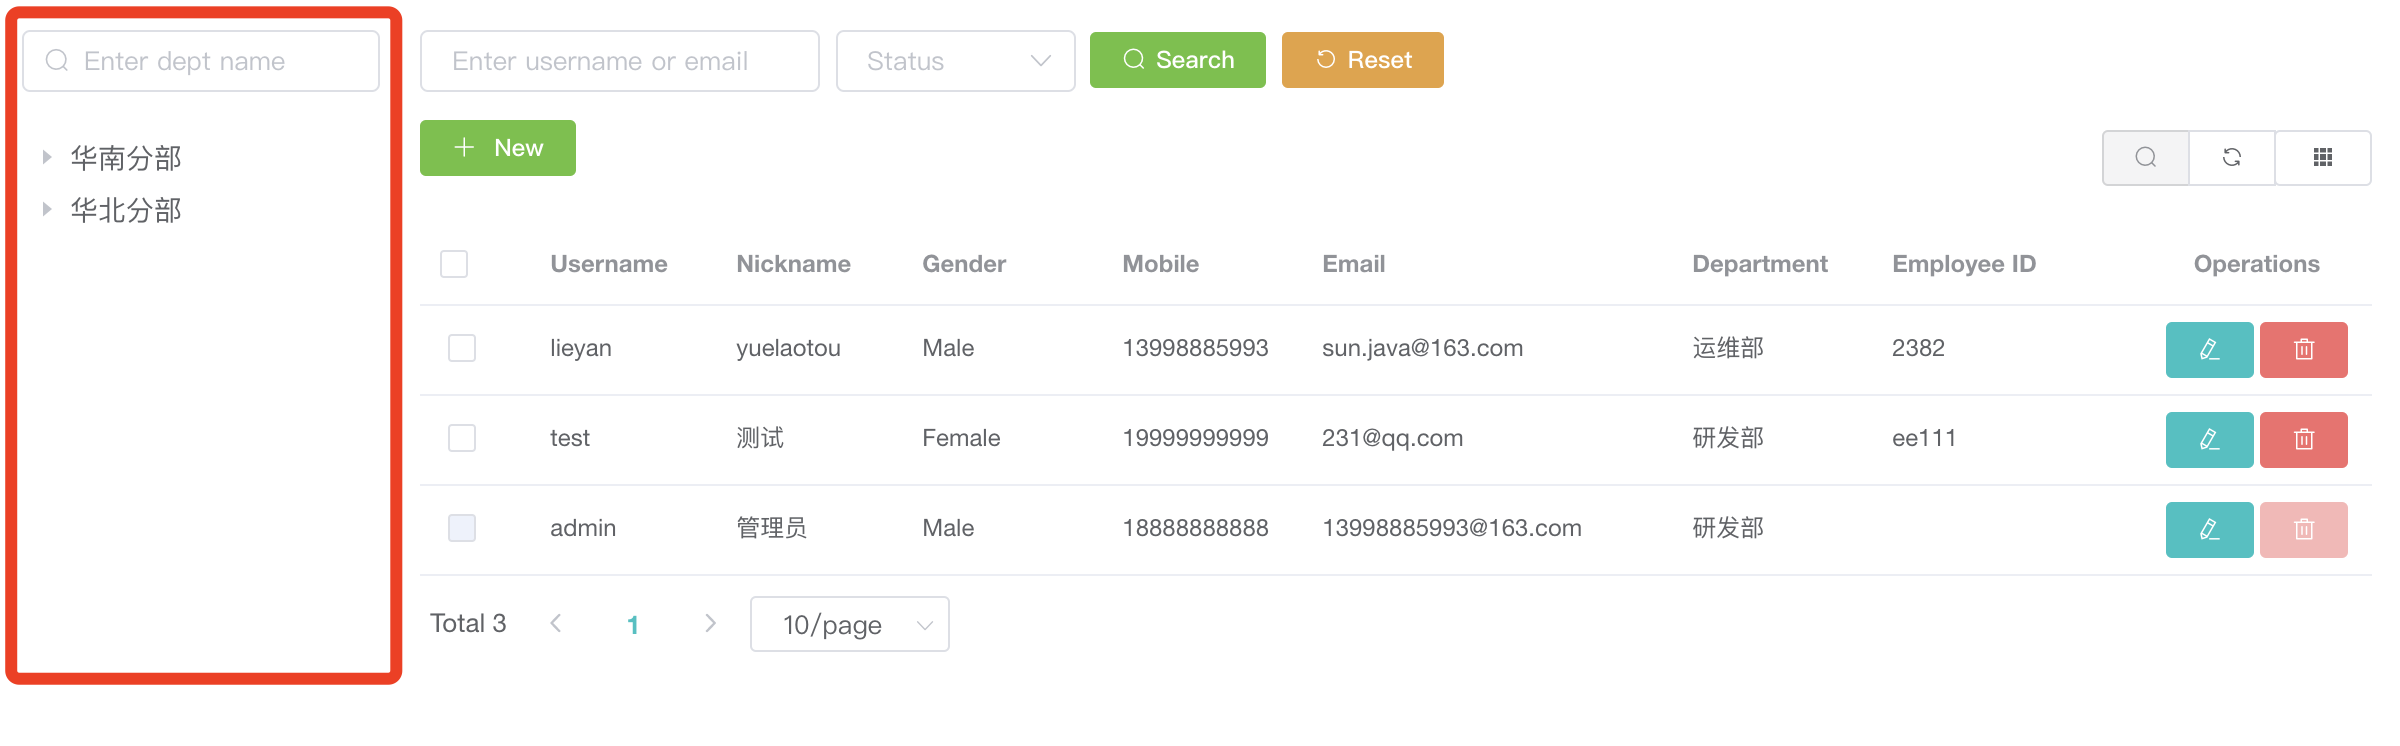 Enter dept name
华南分部
华北分部
Enter username or email
Status
Search
Reset
New
Username Nickname Gender Mobile Email Department Employee ID Operations
lieyan yuelaotou Male 13998885993 sun.java@163.com 运维部 2382
test 测试 Female 19999999999 231@qq.com 研发部 ee111
admin 管理员 Male 18888888888 13998885993@163.com 研发部
Total 3
1
10/page